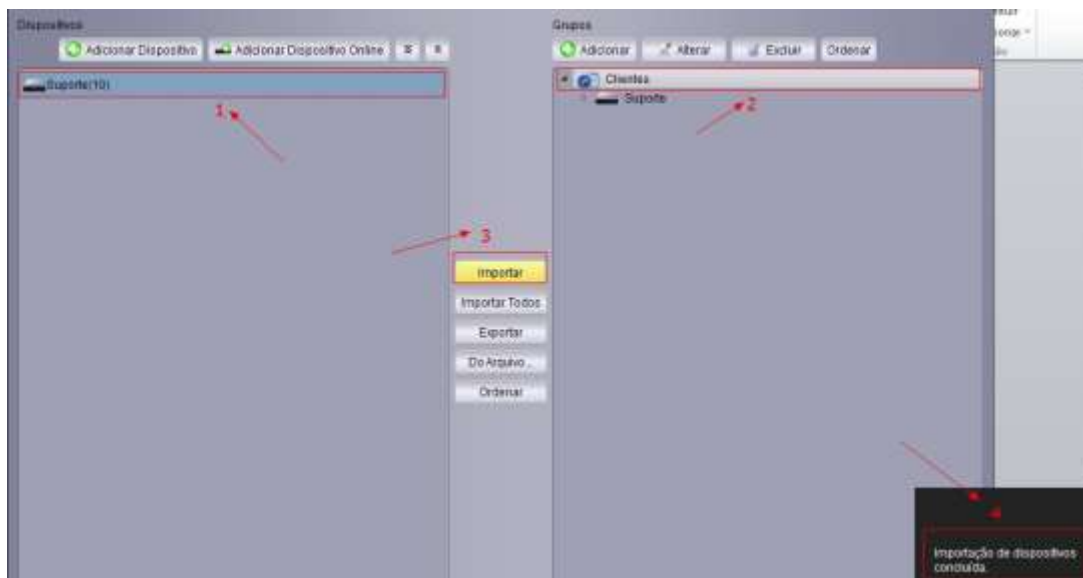 Dispositivos
Adicionar Dispositivo
Adicionar Dispositivo Online
Suporte(10)
1
3
Importar
Importar Todos
Exportar
Do Arquivo...
Ordenar
Grupos
Adicionar
Alterar
Excluir
Ordenar
Clientes
Suporte
2
4
Importação de dispositivos
concluída.